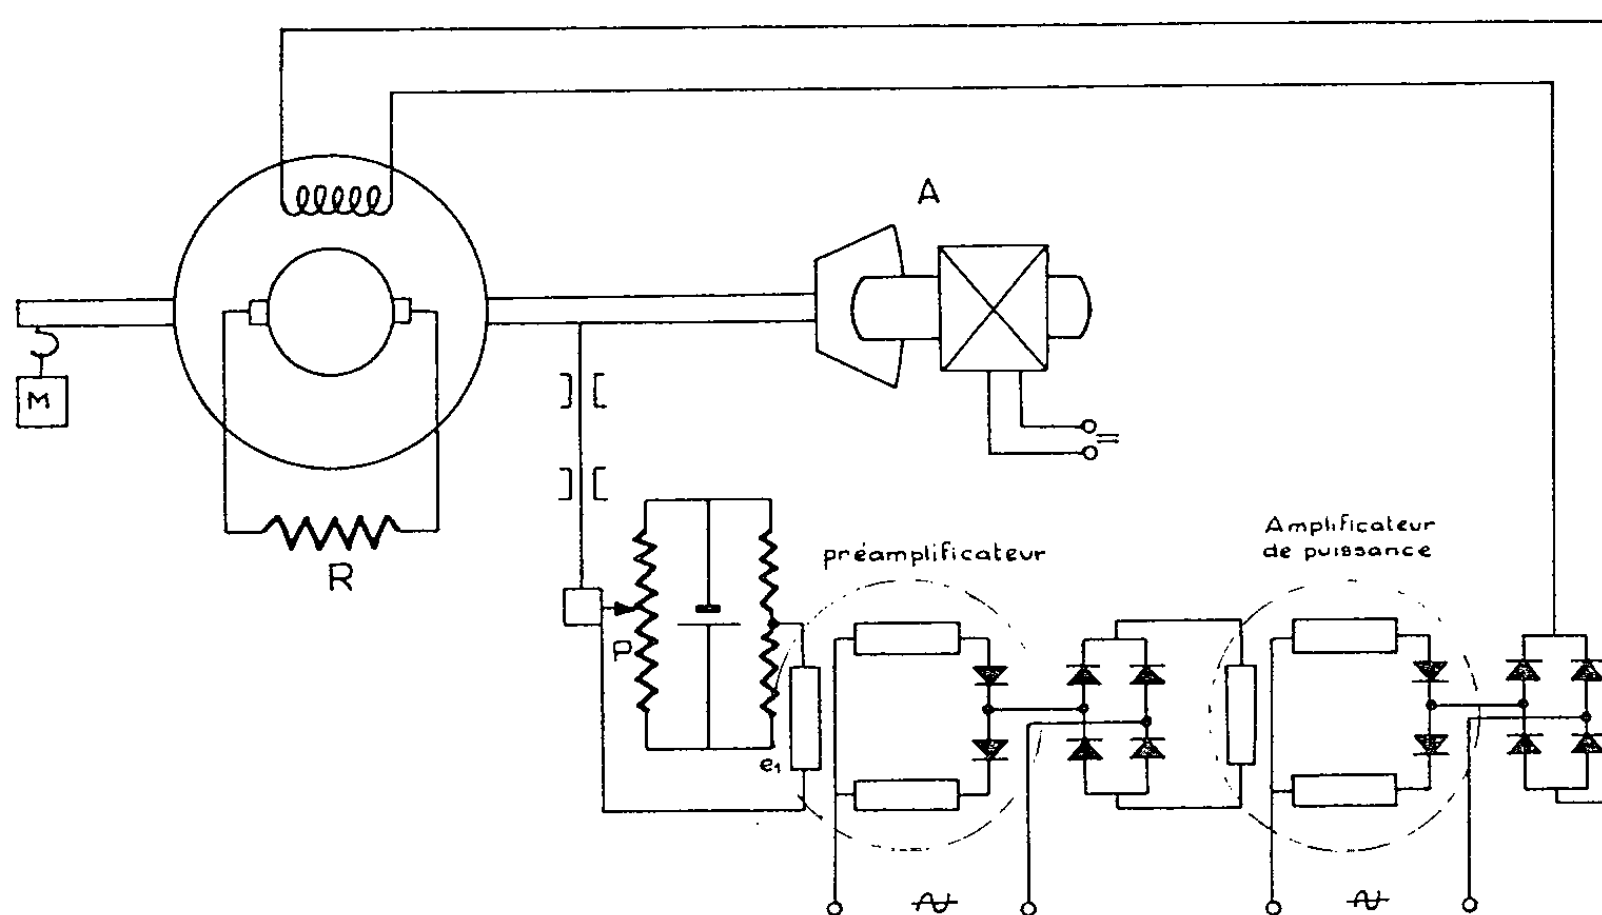 A
M
R
Amplificateur
de puissance
préamplificateur
p
e₁